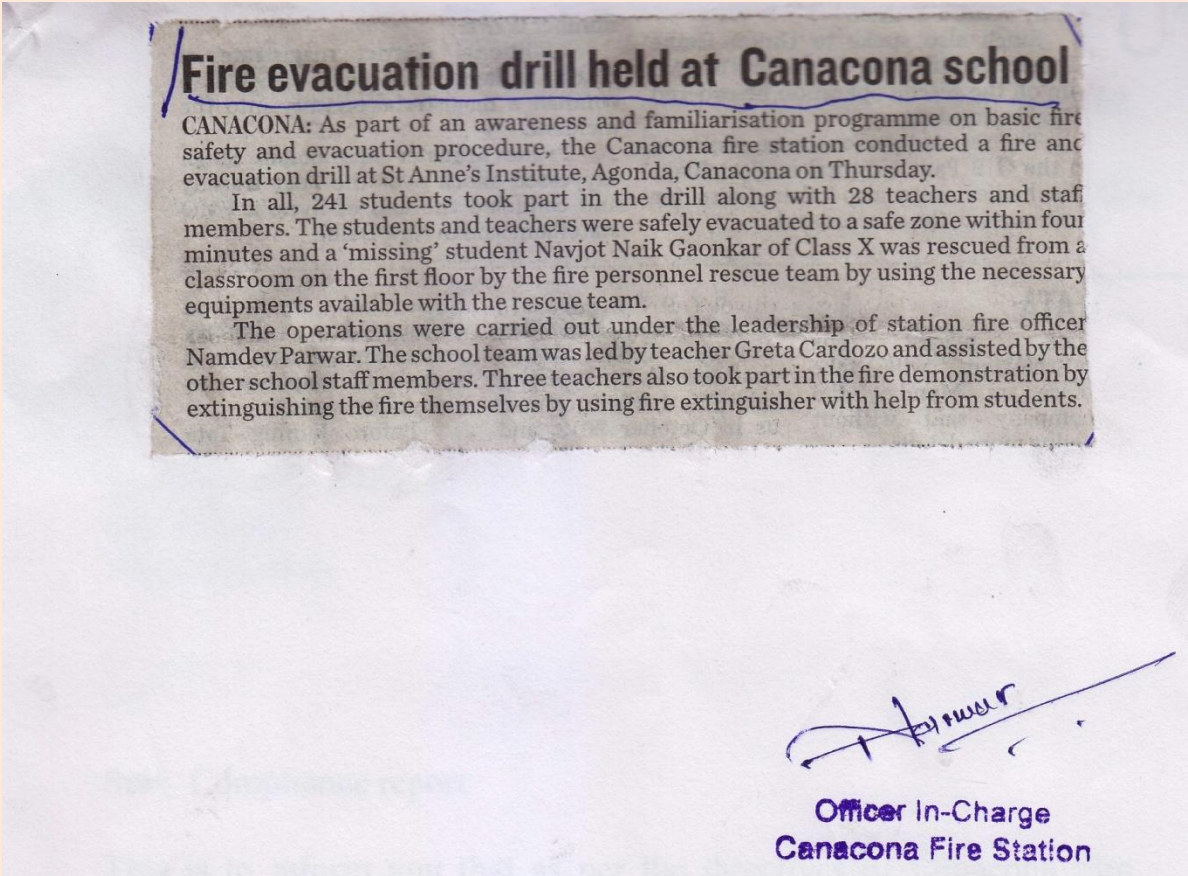 Fire evacuation drill held at Canacona school
CANACONA: As part of an awareness and familiarisation programme on basic fire
safety and evacuation procedure, the Canacona fire station conducted a fire and
evacuation drill at St Anne's Institute, Agonda, Canacona on Thursday.
In all, 241 students took part in the drill along with 28 teachers and staff
members. The students and teachers were safely evacuated to a safe zone within four
minutes and a 'missing' student Navjot Naik Gaonkar of Class X was rescued from a
classroom on the first floor by the fire personnel rescue team by using the necessary
equipments available with the rescue team.
The operations were carried out under the leadership of station fire officer
Namdev Parwar. The school team was led by teacher Greta Cardozo and assisted by the
other school staff members. Three teachers also took part in the fire demonstration by
extinguishing the fire themselves by using fire extinguisher with help from students.
Officer In-Charge
Canacona Fire Station